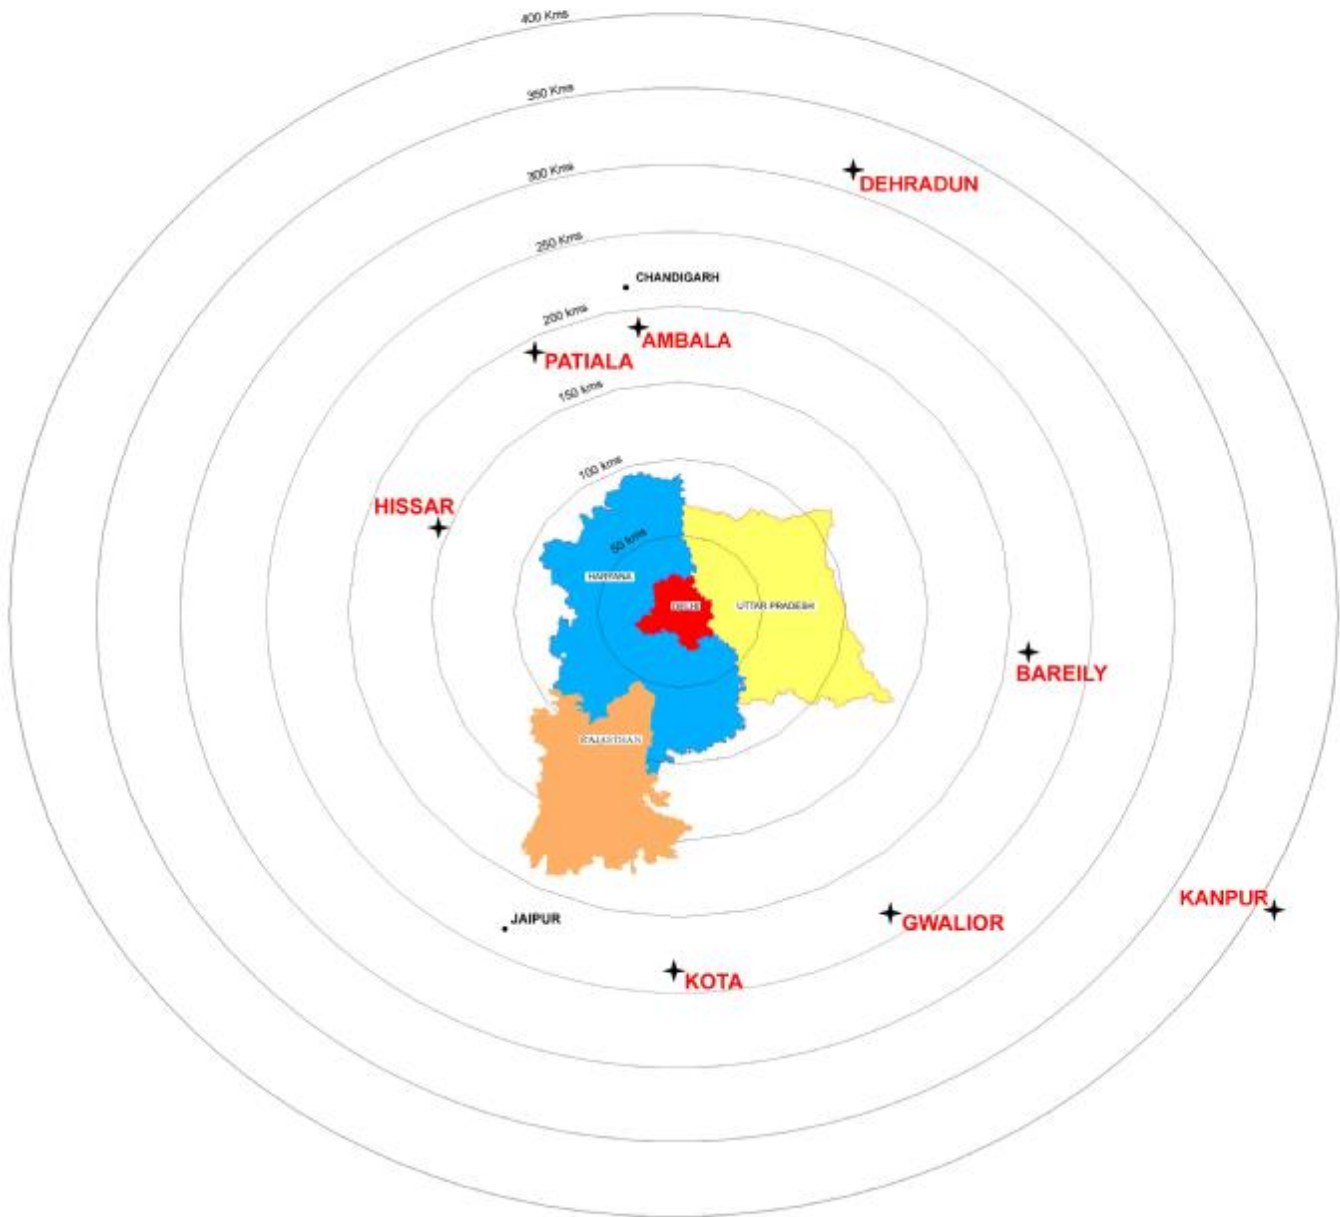 400 Kms
350 Kms
300 Kms
DEHRADUN
250 Kms
CHANDIGARH
200 kms
AMBALA
PATIALA
150 kms
100 kms
HISSAR
50 kms
HARYANA
DELHI
UTTAR PRADESH
BAREILY
RAJASTHAN
KANPUR
JAIPUR
GWALIOR
KOTA